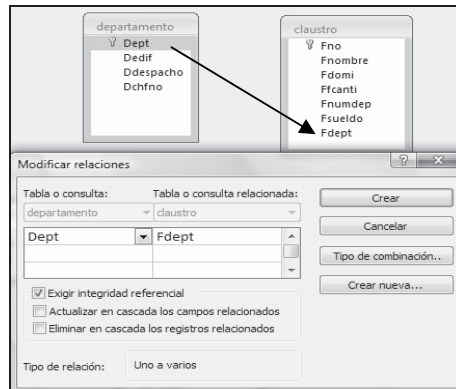 departamento
Dept
Dedif
Ddespacho
Dchfno
claustro
Fno
Fnombre
Fdomi
Ffcanti
Fnumdep
Fsueldo
Fdept
Modificar relaciones
Tabla o consulta:
Tabla o consulta relacionada:
departamento
claustro
Dept
Fdept
Exigir integridad referencial
Actualizar en cascada los campos relacionados
Eliminar en cascada los registros relacionados
Tipo de relación:
Uno a varios
Crear
Cancelar
Tipo de combinación..
Crear nueva...